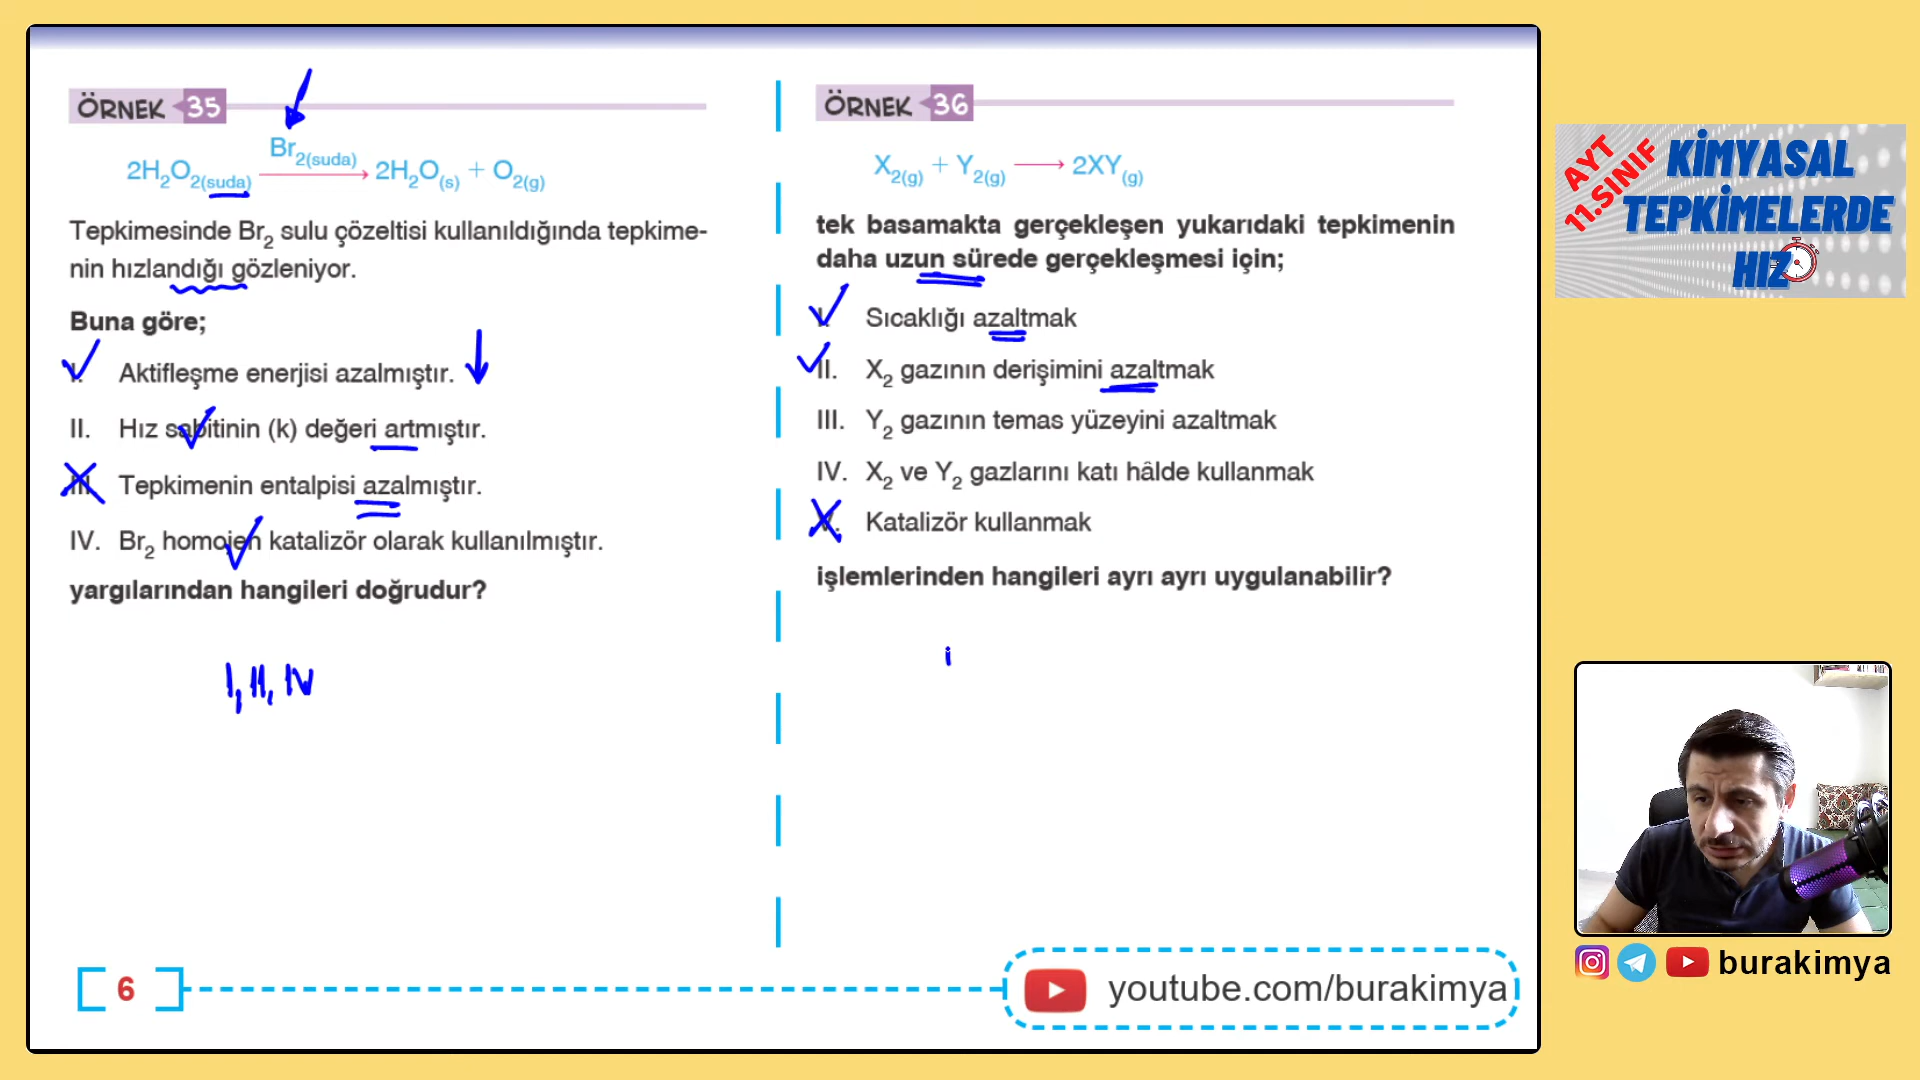 ÖRNEK 35
Br2(suda)
2H2O2(suda) → 2H2O(s) + O2(g)
Tepkimesinde Br2 sulu çözeltisi kullanıldığında tepkime-
nin hızlandığı gözleniyor.
Buna göre;
I. Aktifleşme enerjisi azalmıştır.
II. Hız sabitinin (k) değeri artmıştır.
III. Tepkimenin entalpisi azalmıştır.
IV. Br2 homojen katalizör olarak kullanılmıştır.
yargılarından hangileri doğrudur?
I, II, IV
6
ÖRNEK 36
X2(g) + Y2(g) → 2XY(g)
tek basamakta gerçekleşen yukarıdaki tepkimenin
daha uzun sürede gerçekleşmesi için;
I. Sıcaklığı azaltmak
II. X2 gazının derişimini azaltmak
III. Y2 gazının temas yüzeyini azaltmak
IV. X2 ve Y2 gazlarını katı hâlde kullanmak
V. Katalizör kullanmak
işlemlerinden hangileri ayrı ayrı uygulanabilir?
youtube.com/burakimya
AYT
11.SINIF
KİMYASAL
TEPKİMELERDE
HIZ
burakimya